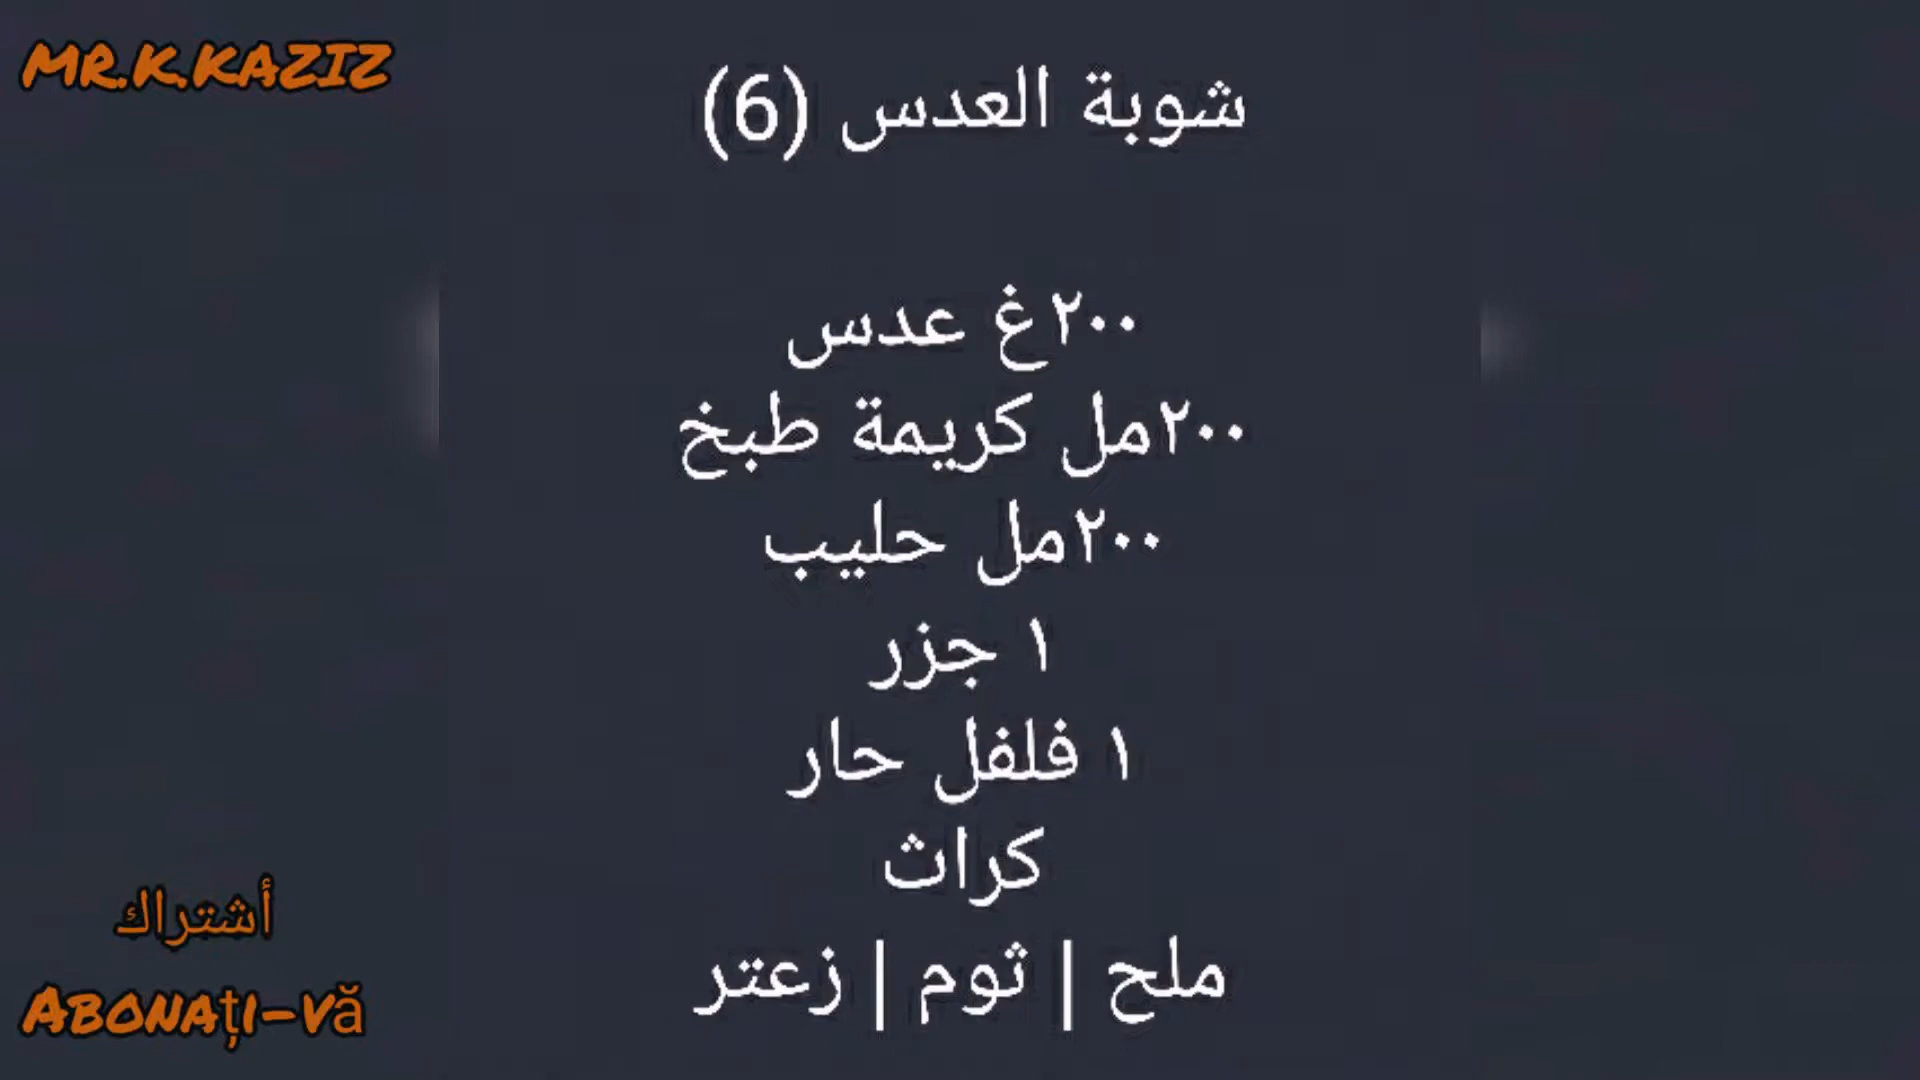 MR.K.KAZIZ
شوبة العدس (6)
٢٠٠غ عدس
٢٠٠مل كريمة طبخ
٢٠٠مل حليب
١ جزر
١ فلفل حار
كراث
ملح | ثوم | زعتر
أشتراك
Abonați-vă